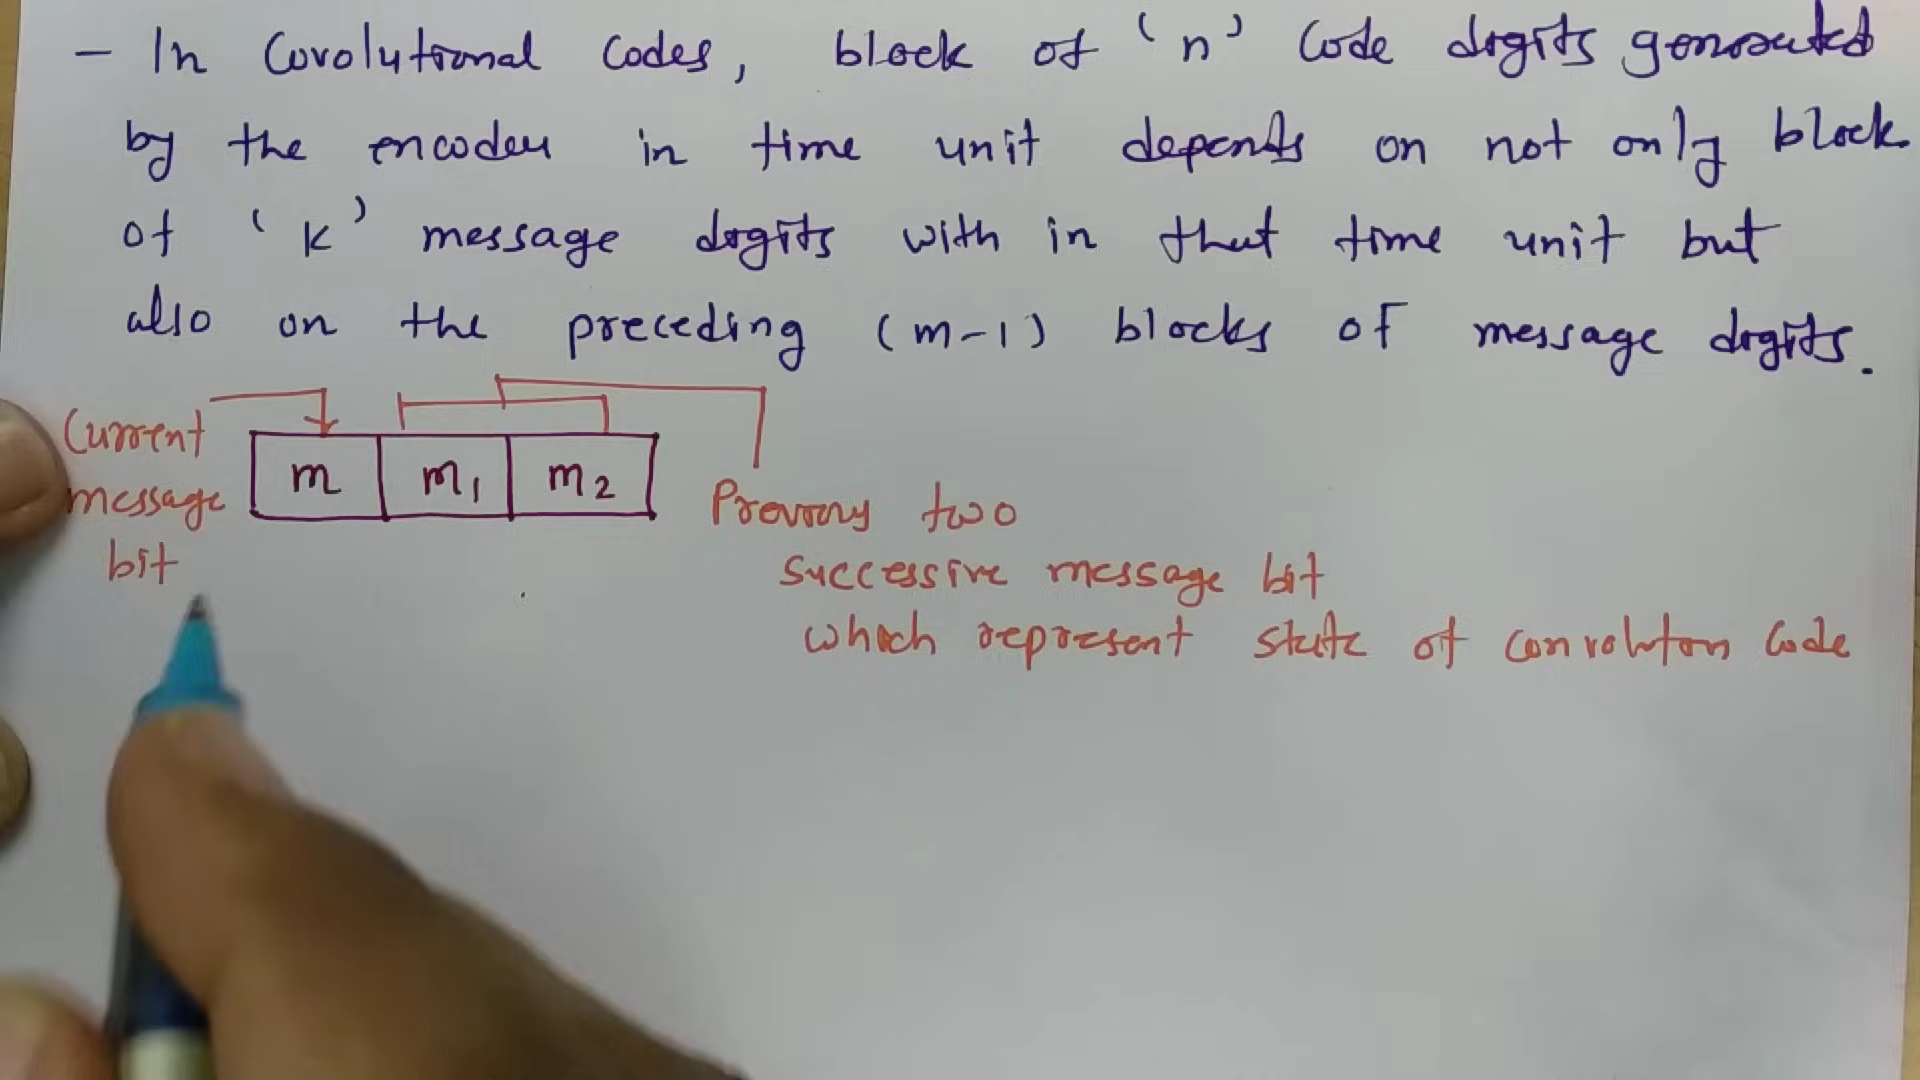 - In Covolutional Codes, block of 'n' Code digits generated
by the encoder in time unit depends on not only block
of 'k' message digits with in that time unit but
also on the preceding (m-1) blocks of message digits.
Current
message
bit
m m1 m2
Previous two
successive message bit
which represent state of convolution Code